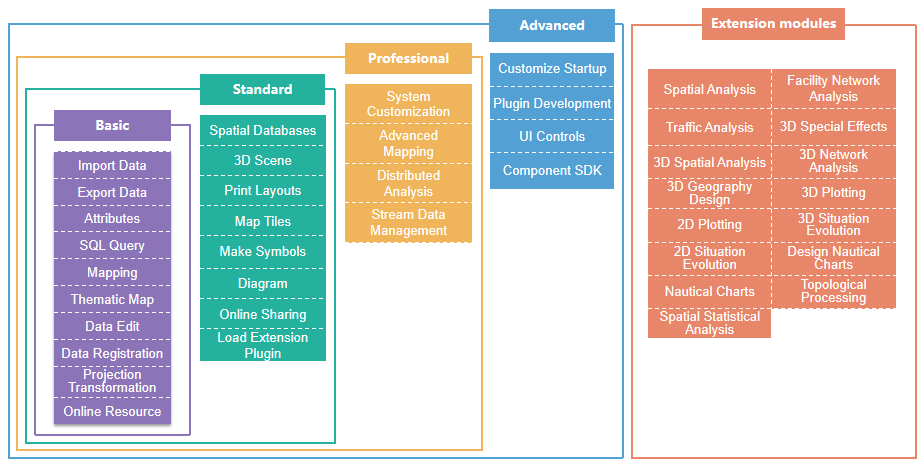 Basic
Import Data
Export Data
Attributes
SQL Query
Mapping
Thematic Map
Data Edit
Data Registration
Projection
Transformation
Online Resource
Standard
Spatial Databases
3D Scene
Print Layouts
Map Tiles
Make Symbols
Diagram
Online Sharing
Load Extension
Plugin
Professional
System
Customization
Advanced
Mapping
Distributed
Analysis
Stream Data
Management
Advanced
Customize Startup
Plugin Development
UI Controls
Component SDK
Extension modules
Spatial Analysis
Facility Network
Analysis
Traffic Analysis
3D Special Effects
3D Spatial Analysis
3D Network
Analysis
3D Geography
Design
3D Plotting
2D Plotting
3D Situation
Evolution
2D Situation
Evolution
Design Nautical
Charts
Nautical Charts
Topological
Processing
Spatial Statistical
Analysis